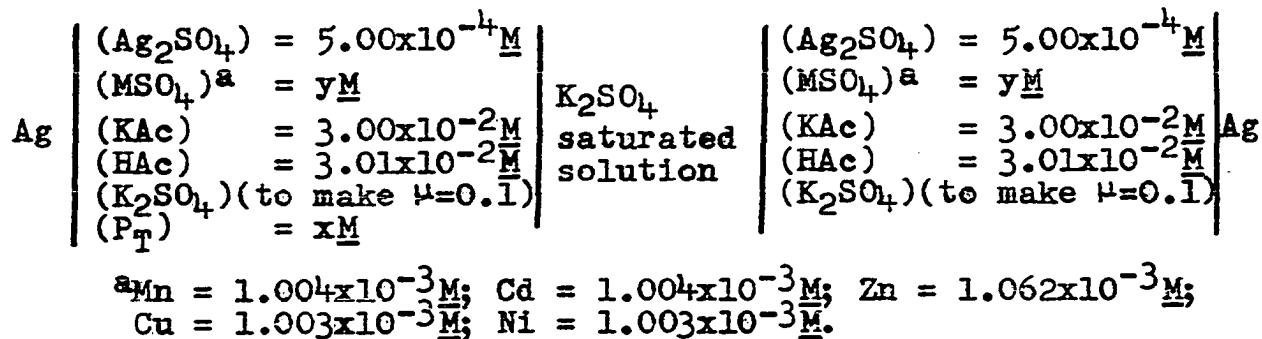 (Ag₂SO₄) = 5.00x10⁻⁴M (Ag₂SO₄) = 5.00x10⁻⁴M
(MSO₄)ᵃ = yM (MSO₄)ᵃ = yM
K₂SO₄
Ag (KAc) = 3.00x10⁻²M saturated (KAc) = 3.00x10⁻²M Ag
(HAc) = 3.01x10⁻²M solution (HAc) = 3.01x10⁻²M
(K₂SO₄)(to make μ=0.1) (K₂SO₄)(to make μ=0.1)
(P_T) = xM
ᵃMn = 1.004x10⁻³M; Cd = 1.004x10⁻³M; Zn = 1.062x10⁻³M;
Cu = 1.003x10⁻³M; Ni = 1.003x10⁻³M.